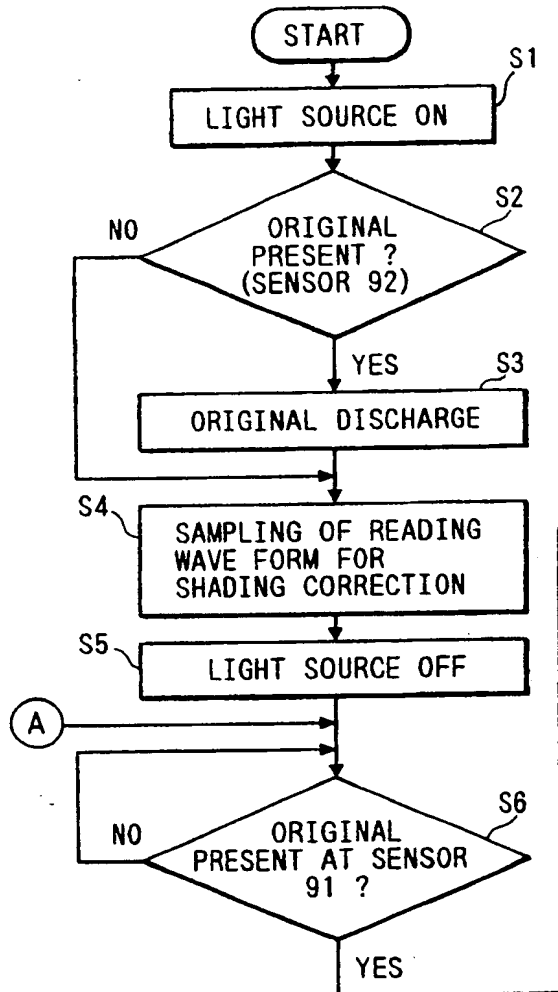 START
S1
LIGHT SOURCE ON
S2
NO
ORIGINAL
PRESENT ?
(SENSOR 92)
YES
S3
ORIGINAL DISCHARGE
S4
SAMPLING OF READING
WAVE FORM FOR
SHADING CORRECTION
S5
LIGHT SOURCE OFF
A
S6
NO
ORIGINAL
PRESENT AT SENSOR
91 ?
YES